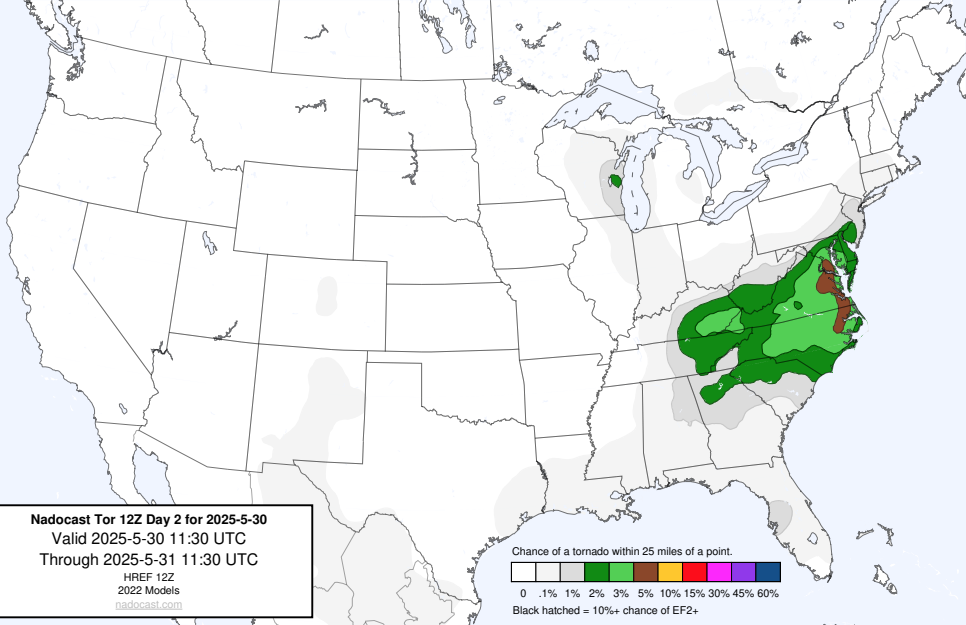 Nadocast Tor 12Z Day 2 for 2025-5-30
Valid 2025-5-30 11:30 UTC
Through 2025-5-31 11:30 UTC
HREF 12Z
2022 Models
nadocast.com
Chance of a tornado within 25 miles of a point.
0 .1% 1% 2% 3% 5% 10% 15% 30% 45% 60%
Black hatched = 10%+ chance of EF2+